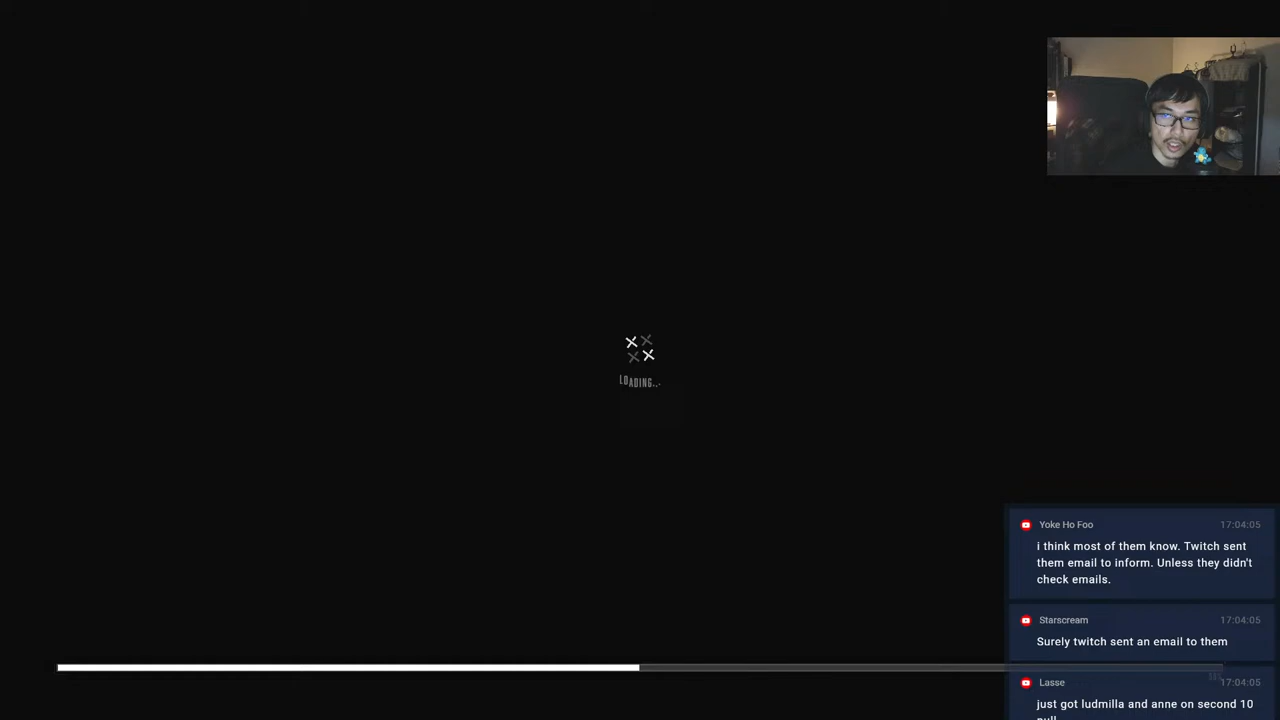 LOADING...
Yoke Ho Foo 17:04:05
i think most of them know. Twitch sent
them email to inform. Unless they didn't
check emails.
Starscream 17:04:05
Surely twitch sent an email to them
Lasse 17:04:05
just got ludmilla and anne on second 10
pull